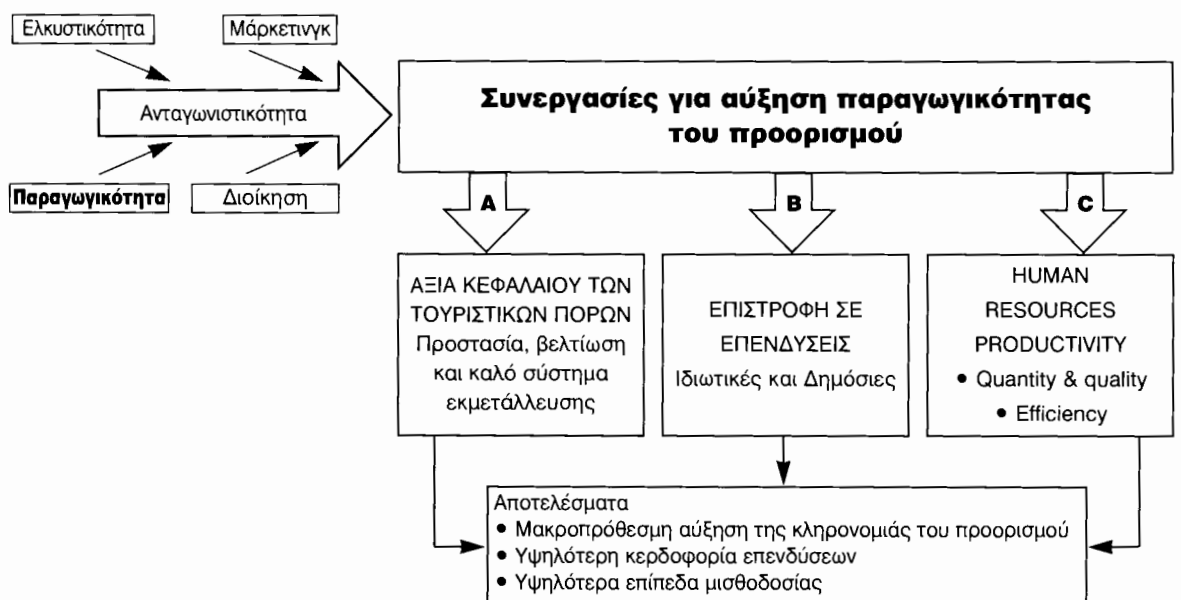 Ελκυστικότητα
Μάρκετινγκ
Ανταγωνιστικότητα
Παραγωγικότητα
Διοίκηση
Συνεργασίες για αύξηση παραγωγικότητας
του προορισμού
A
B
C
ΑΞΙΑ ΚΕΦΑΛΑΙΟΥ ΤΩΝ
ΤΟΥΡΙΣΤΙΚΩΝ ΠΟΡΩΝ
Προστασία, βελτίωση
και καλό σύστημα
εκμετάλλευσης
ΕΠΙΣΤΡΟΦΗ ΣΕ
ΕΠΕΝΔΥΣΕΙΣ
Ιδιωτικές και Δημόσιες
HUMAN
RESOURCES
PRODUCTIVITY
• Quantity & quality
• Efficiency
Αποτελέσματα
• Μακροπρόθεσμη αύξηση της κληρονομιάς του προορισμού
• Υψηλότερη κερδοφορία επενδύσεων
• Υψηλότερα επίπεδα μισθοδοσίας